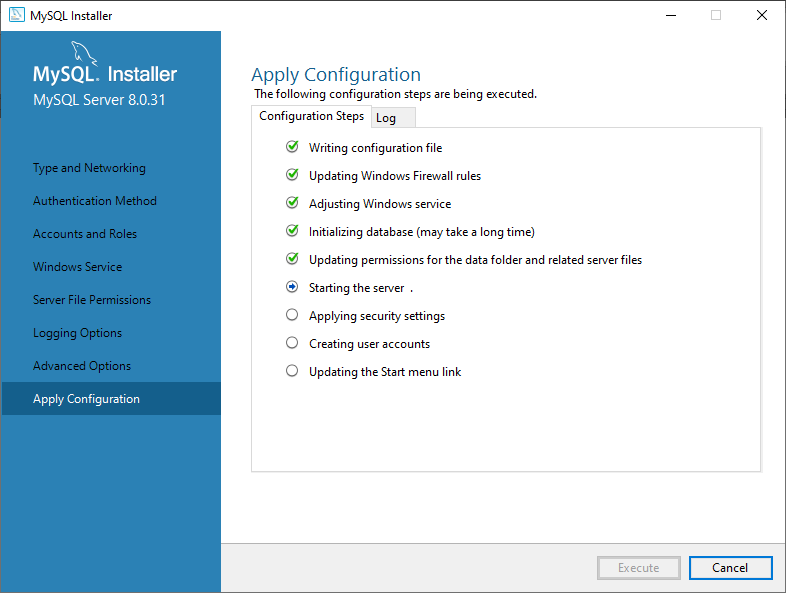 MySQL Installer
MySQL. Installer
MySQL Server 8.0.31
Type and Networking
Authentication Method
Accounts and Roles
Windows Service
Server File Permissions
Logging Options
Advanced Options
Apply Configuration
Apply Configuration
The following configuration steps are being executed.
Configuration Steps Log
Writing configuration file
Updating Windows Firewall rules
Adjusting Windows service
Initializing database (may take a long time)
Updating permissions for the data folder and related server files
Starting the server .
Applying security settings
Creating user accounts
Updating the Start menu link
Execute Cancel